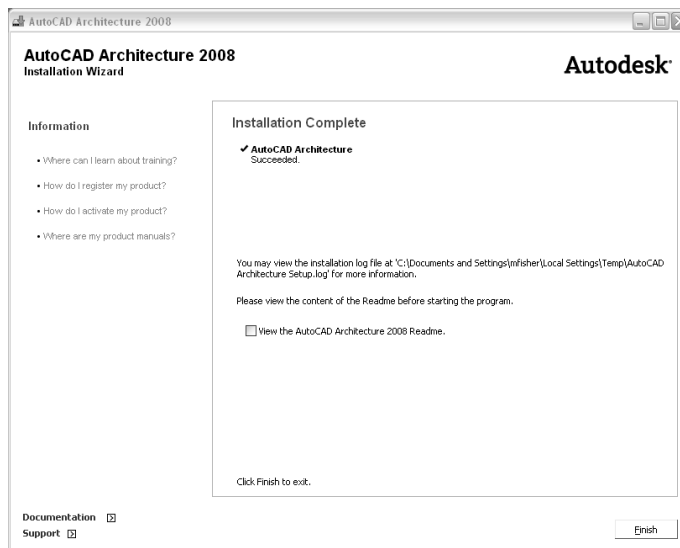 AutoCAD Architecture 2008
AutoCAD Architecture 2008
Installation Wizard
Autodesk
Information
• Where can I learn about training?
• How do I register my product?
• How do I activate my product?
• Where are my product manuals?
Installation Complete
✓ AutoCAD Architecture
Succeeded.
You may view the installation log file at 'C:\Documents and Settings\mfisher\Local Settings\Temp\AutoCAD
Architecture Setup.log' for more information.
Please view the content of the Readme before starting the program.
View the AutoCAD Architecture 2008 Readme.
Click Finish to exit.
Documentation
Support
Finish